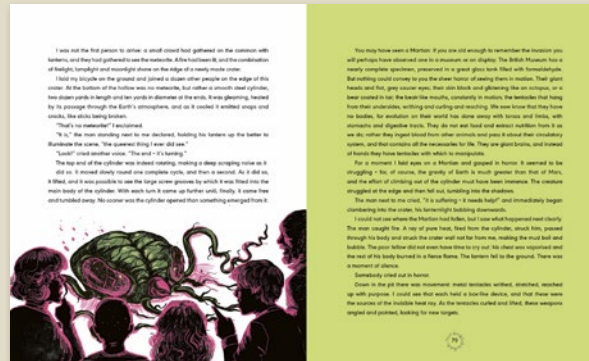 I was not the first person to arrive: a small crowd had gathered on the common with
lanterns, and they had gathered to see the meteorite. A fire had been lit, and the combination
of firelight, lamplight and moonlight shone on the ridge of a newly made crater.
I laid my bicycle on the ground and joined a dozen other people on the edge of this
crater. At the bottom of the hollow was no meteorite, but rather a smooth steel cylinder,
two dozen yards in length and ten yards in diameter at the ends. It was gleaming, heated
by its passage through the Earth's atmosphere, and as it cooled it emitted snaps and
cracks, like sticks being broken.
"That's no meteorite!" I exclaimed.
"It is," the man standing next to me declared, holding his lantern up the better to
illuminate the scene, "the queerest thing I ever did see."
"Look!" cried another voice. "The end – it's turning."
The top end of the cylinder was indeed rotating, making a deep scraping noise as it
did so. It moved slowly round one complete cycle, and then a second. As it did so,
it lifted, and it was possible to see the large screw grooves by which it was fitted into the
main body of the cylinder. With each turn it came up further until, finally, it came free
and tumbled away. No sooner was the cylinder opened than something emerged from it.
You may have seen a Martian: if you are old enough to remember the invasion you
will perhaps have observed one in a museum or on display. The British Museum has a
nearly complete specimen, preserved in a great glass tank filled with formaldehyde.
But nothing could convey to you the sheer horror of seeing them in motion. Their giant
heads and flat, grey saucer eyes, their skin black and glistening like an octopus, or a
bear coated in tar; the beak-like mouths, constantly in motion, the tentacles that hang
from their undersides, writhing and curling and reaching. We now know that they have
no bodies, for evolution on their world has done away with torsos and limbs, with
stomachs and digestive tracts. They do not eat food and extract nutrition from it as
we do; rather they ingest blood from other animals and pass it about their circulatory
system, and that contains all the necessaries for life. They are giant brains, and instead
of hands they have tentacles with which to manipulate.
For a moment I laid eyes on a Martian and gasped in horror. It seemed to be
struggling – for, of course, the gravity of Earth is much greater than that of Mars,
and the effort of climbing out of the cylinder must have been immense. The creature
struggled at the edge and then fell out, tumbling into the shadows.
The man next to me cried, "it is suffering – it needs help!" and immediately began
clambering into the crater, his lanternlight bobbing downwards.
I could not see where the Martian had fallen, but I saw what happened next clearly.
The man caught fire. A ray of pure heat, fired from the cylinder, struck him, passed
through his body and struck the crater wall not far from me, making the mud boil and
bubble. The poor fellow did not even have time to cry out: his chest was vaporised and
the rest of his body burned in a fierce flame. The lantern fell to the ground. There was
a moment of silence.
Somebody cried out in horror.
Down in the pit there was movement: metal tentacles writhed, stretched, reached
up with purpose. I could see that each held a box-like device, and that these were
the sources of the invisible heat ray. As the tentacles curled and lifted, these weapons
angled and pointed, looking for new targets.
79